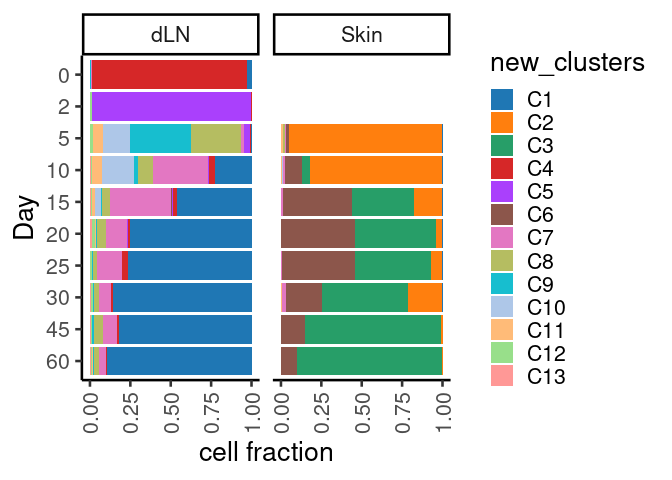 dLN Skin
Day
0
2
5
10
15
20
25
30
45
60
0.00 0.25 0.50 0.75 1.00 0.00 0.25 0.50 0.75 1.00
cell fraction
new_clusters
C1
C2
C3
C4
C5
C6
C7
C8
C9
C10
C11
C12
C13